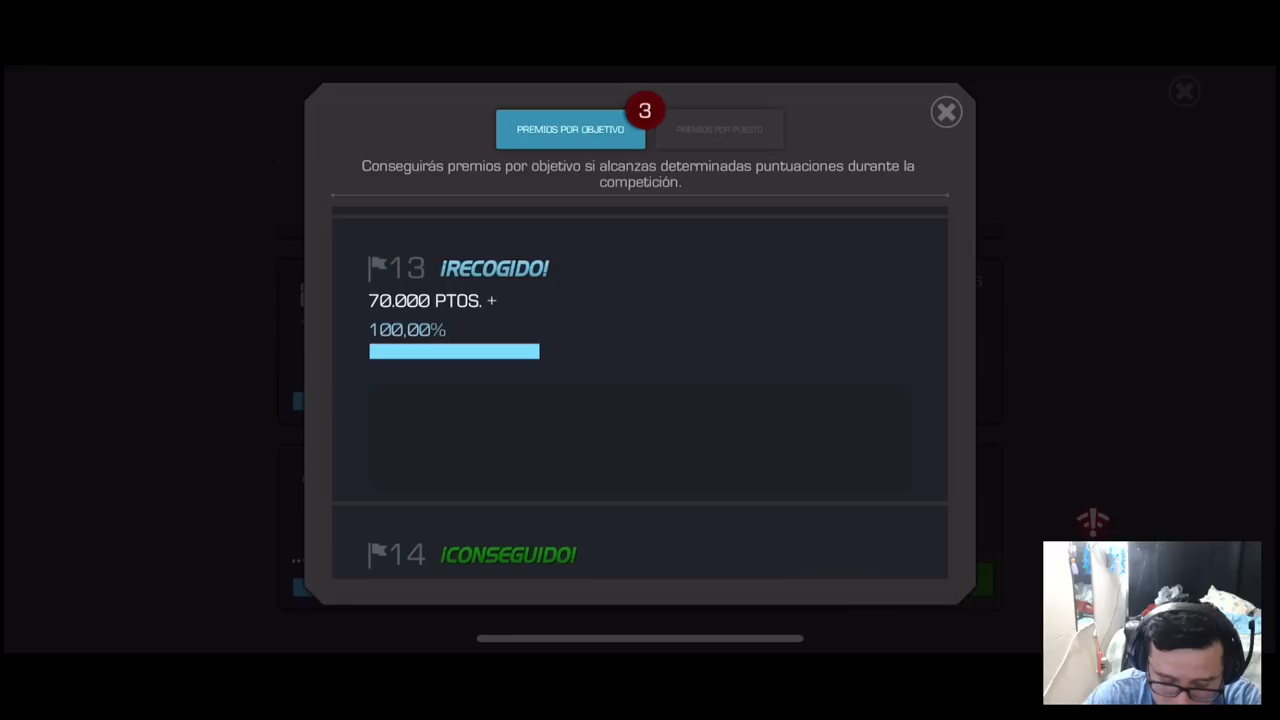 3
PREMIOS POR OBJETIVO
PREMIOS POR PUESTO
Conseguirás premios por objetivo si alcanzas determinadas puntuaciones durante la
competición.
13 ¡RECOGIDO!
70.000 PTOS. +
100,00%
14 ¡CONSEGUIDO!